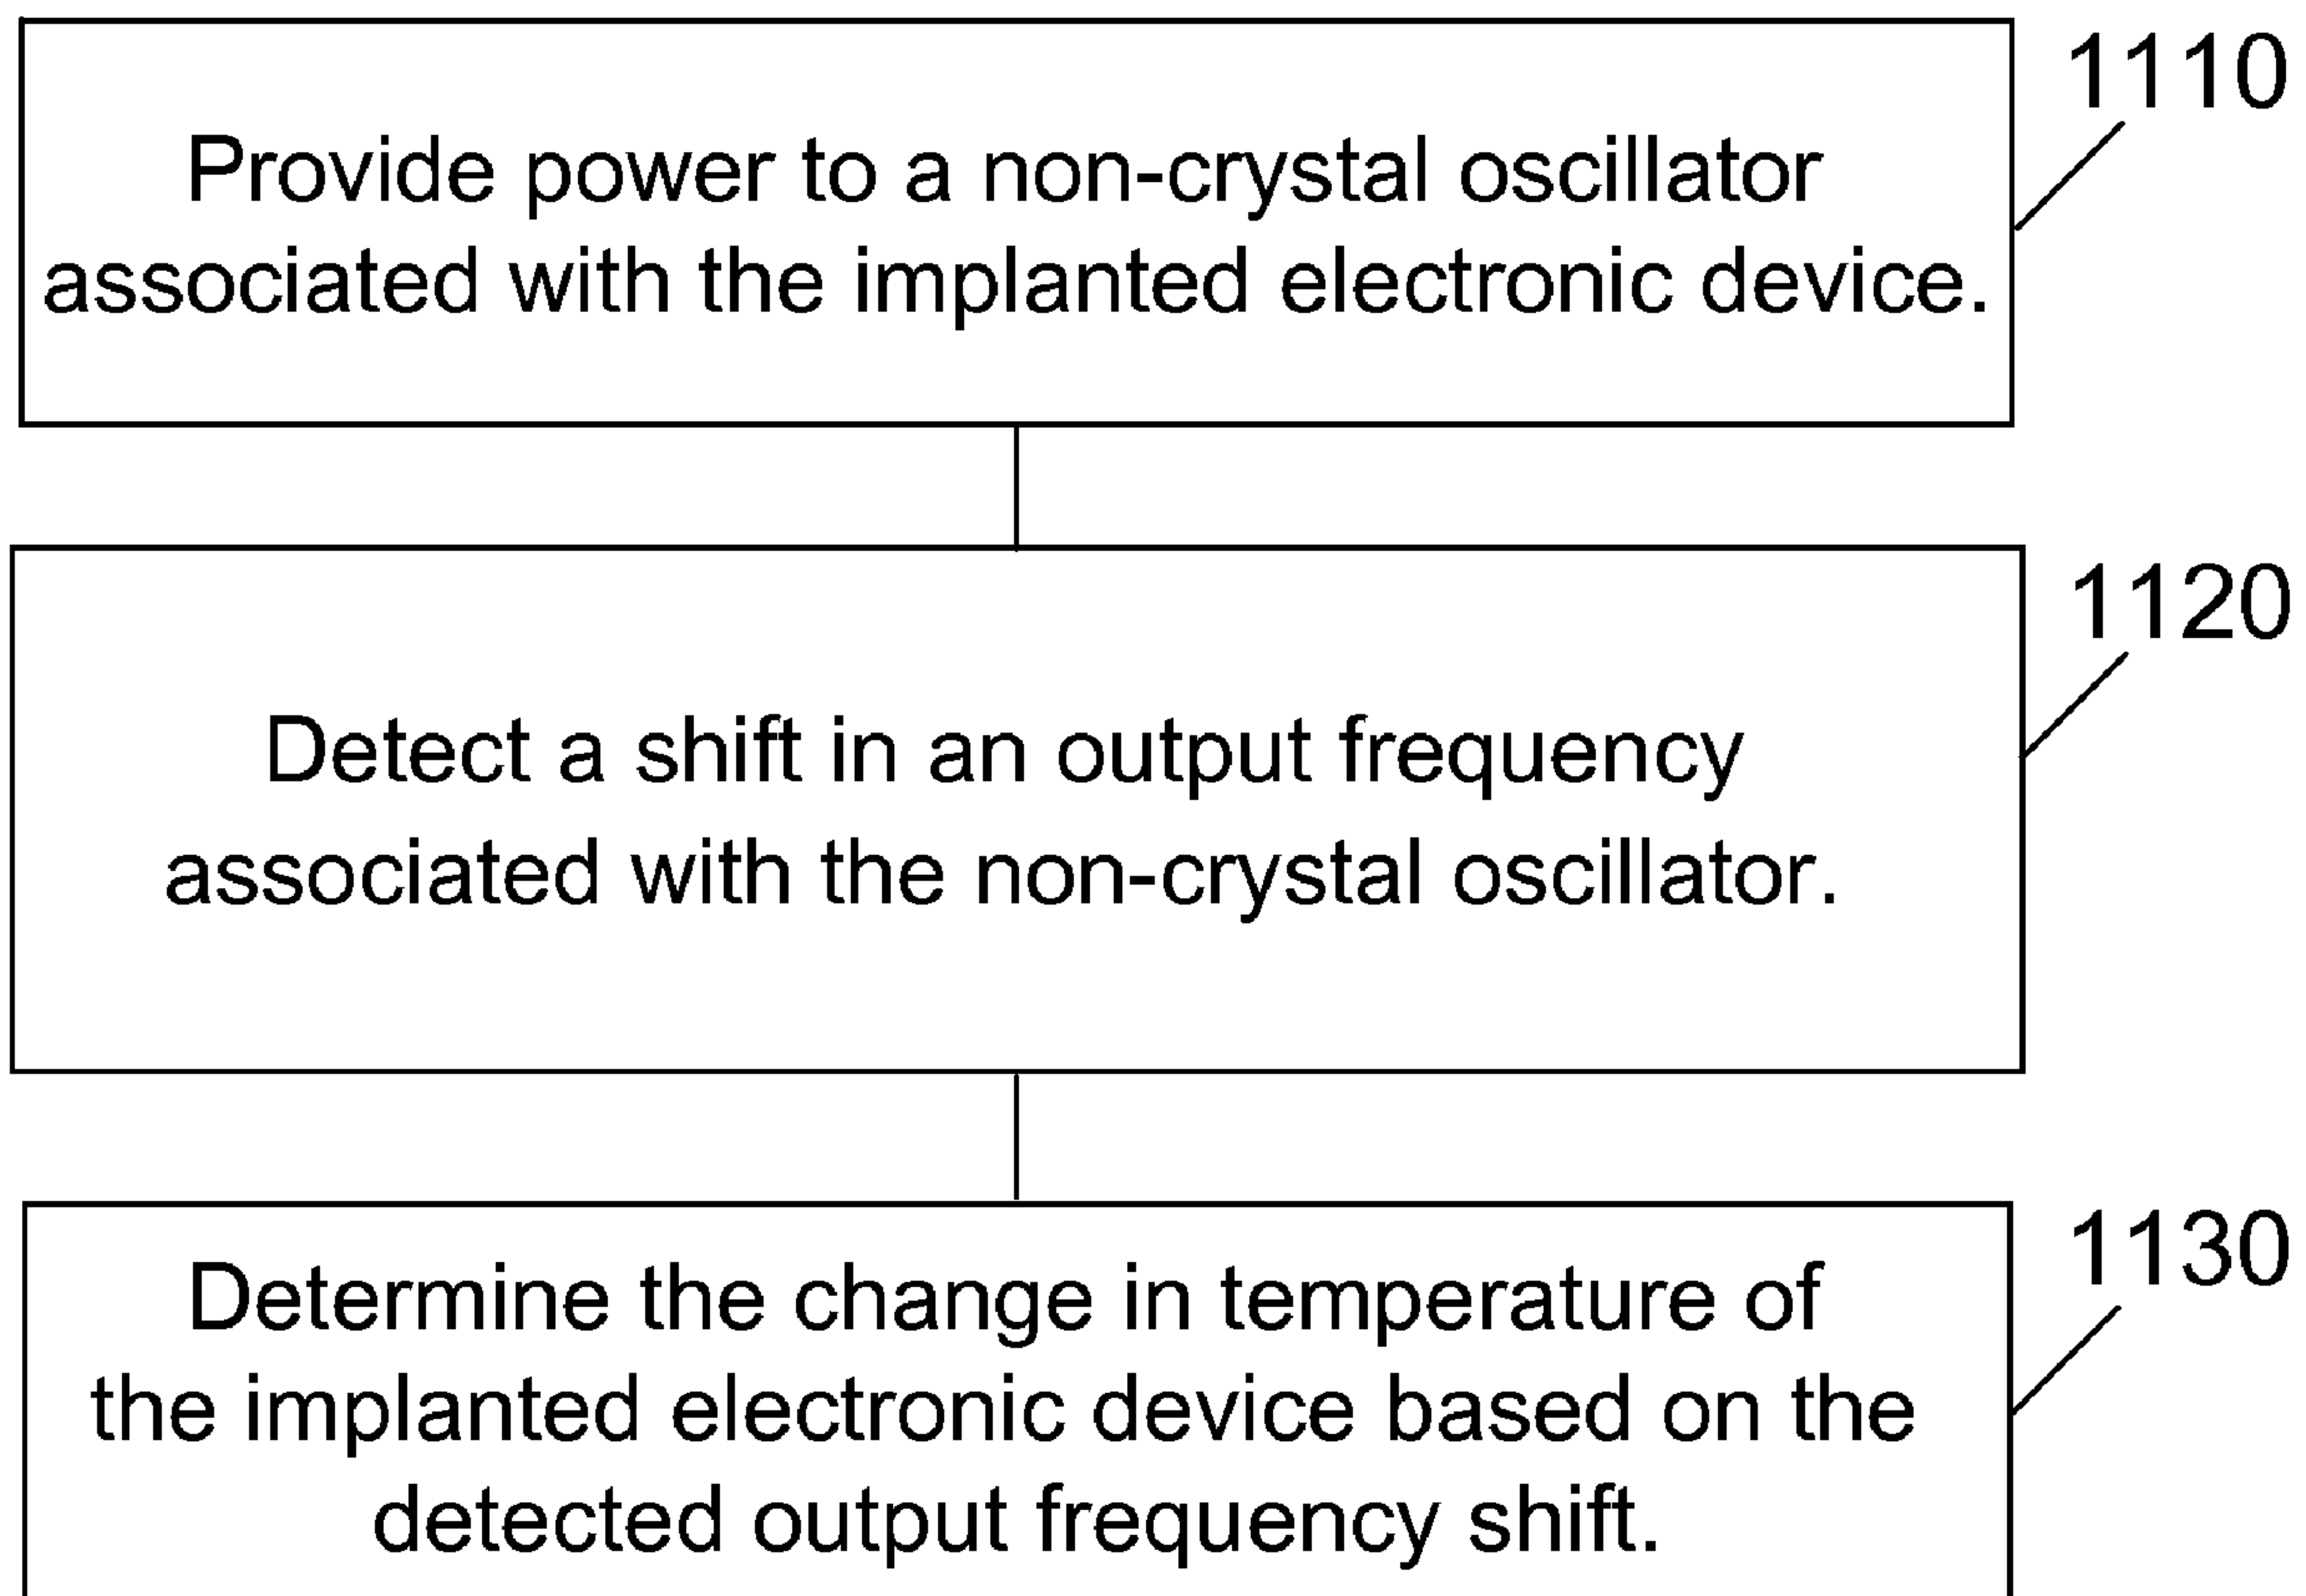 1110
Provide power to a non-crystal oscillator
associated with the implanted electronic device.
1120
Detect a shift in an output frequency
associated with the non-crystal oscillator.
1130
Determine the change in temperature of
the implanted electronic device based on the
detected output frequency shift.